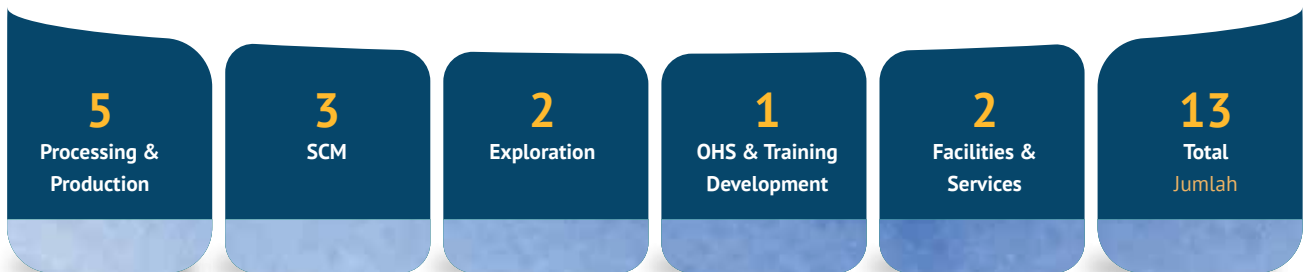 5
Processing &
Production
3
SCM
2
Exploration
1
OHS & Training
Development
2
Facilities &
Services
13
Total
Jumlah